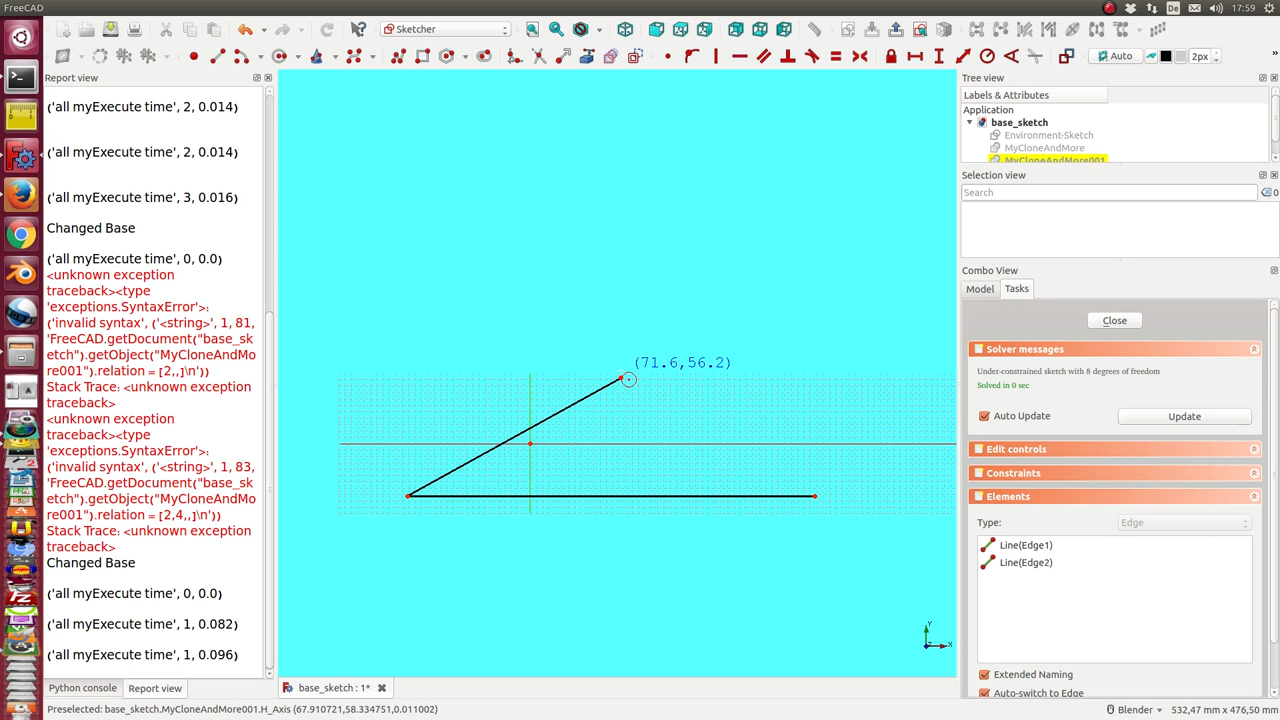 FreeCAD
De
17:59
Sketcher
Auto
2px
»
Report view
('all myExecute time', 2, 0.014)
('all myExecute time', 2, 0.014)
('all myExecute time', 3, 0.016)
Changed Base
('all myExecute time', 0, 0.0)
<unknown exception
traceback><type
'exceptions.SyntaxError'>:
('invalid syntax', ('<string>', 1, 81,
'FreeCAD.getDocument("base_sk
etch").getObject("MyCloneAndMo
re001").relation = [2,,]\n'))
Stack Trace: <unknown exception
traceback>
<unknown exception
traceback><type
'exceptions.SyntaxError'>:
('invalid syntax', ('<string>', 1, 83,
'FreeCAD.getDocument("base_sk
etch").getObject("MyCloneAndMo
re001").relation = [2,4,,]\n'))
Stack Trace: <unknown exception
traceback>
Changed Base
('all myExecute time', 0, 0.0)
('all myExecute time', 1, 0.082)
('all myExecute time', 1, 0.096)
Python console
Report view
(71.6,56.2)
Y
Z
X
base_sketch : 1*
Tree view
Labels & Attributes
Application
base_sketch
Environment-Sketch
MyCloneAndMore
MyCloneAndMore001
Selection view
Search
0
Combo View
Model
Tasks
Close
Solver messages
Under-constrained sketch with 8 degrees of freedom
Solved in 0 sec
Auto Update
Update
Edit controls
Constraints
Elements
Type:
Edge
Line(Edge1)
Line(Edge2)
Extended Naming
Auto-switch to Edge
Preselected: base_sketch.MyCloneAndMore001.H_Axis (67.910721,58.334751,0.011002)
Blender
532,47 mm x 476,50 mm